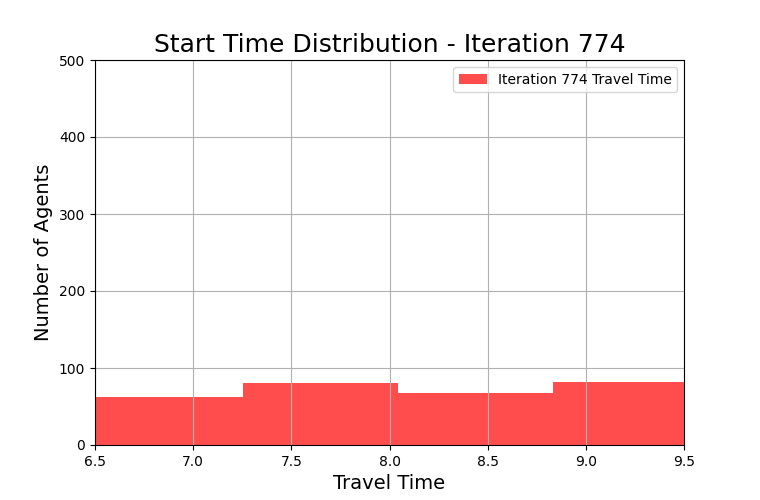 Start Time Distribution - Iteration 774
Iteration 774 Travel Time
Number of Agents
500
400
300
200
100
0
6.5 7.0 7.5 8.0 8.5 9.0 9.5
Travel Time